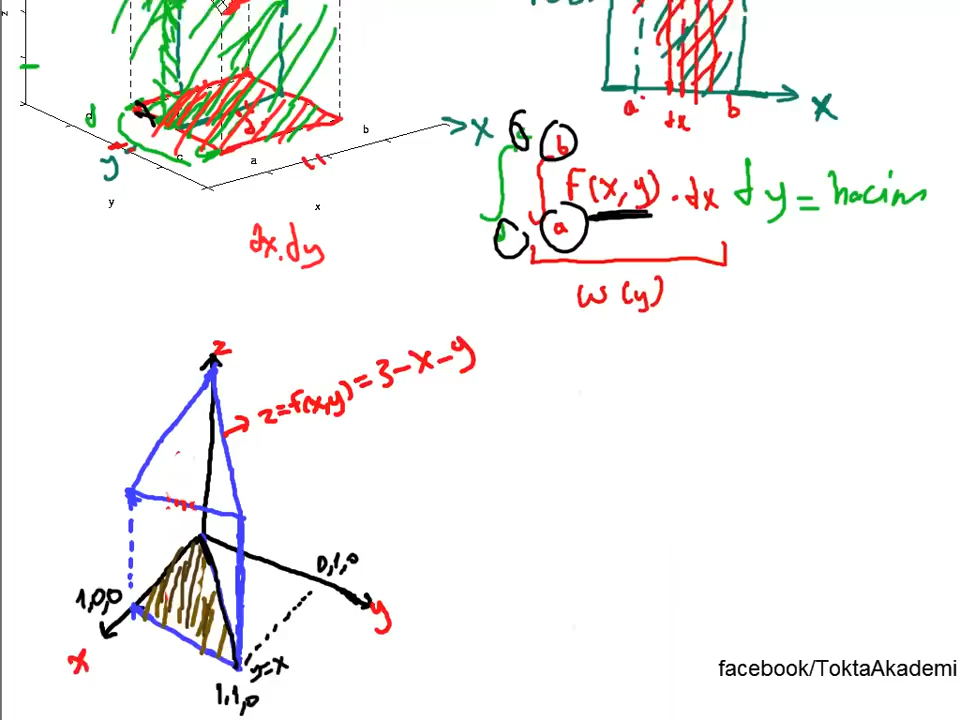 z
d
c
y
y
a
b
x
X
dx.dy
a
dx
b
X
b
a
F(x,y) . dx dy = hacim
w(y)
z
z=f(x,y) = 3-x-y
1,0,0
0,1,0
x
y
y=x
1,1,0
facebook/ToktaAkademi